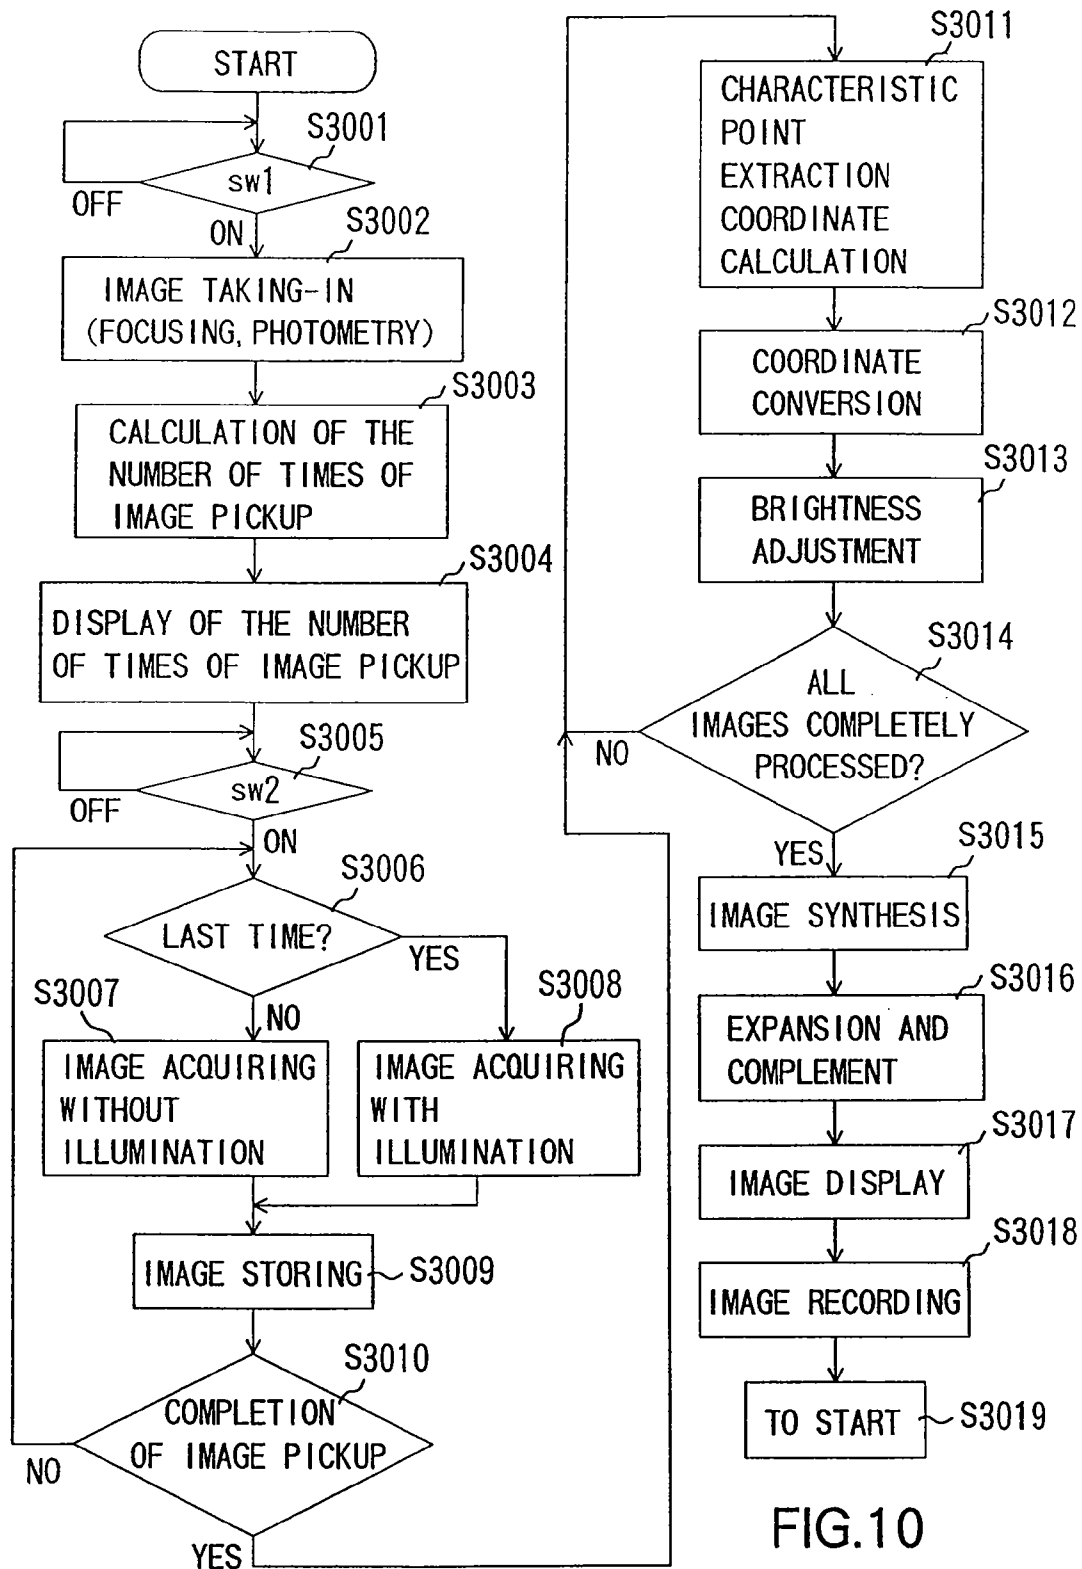 START
S3001
sw1
OFF
ON
S3002
IMAGE TAKING-IN
(FOCUSING, PHOTOMETRY)
S3003
CALCULATION OF THE
NUMBER OF TIMES OF
IMAGE PICKUP
S3004
DISPLAY OF THE NUMBER
OF TIMES OF IMAGE PICKUP
S3005
sw2
OFF
ON
S3006
LAST TIME?
YES
S3007
NO
S3008
IMAGE ACQUIRING
WITHOUT
ILLUMINATION
IMAGE ACQUIRING
WITH
ILLUMINATION
IMAGE STORING
S3009
S3010
COMPLETION
OF IMAGE PICKUP
NO
YES
S3011
CHARACTERISTIC
POINT
EXTRACTION
COORDINATE
CALCULATION
S3012
COORDINATE
CONVERSION
S3013
BRIGHTNESS
ADJUSTMENT
S3014
ALL
IMAGES COMPLETELY
PROCESSED?
NO
YES
S3015
IMAGE SYNTHESIS
S3016
EXPANSION AND
COMPLEMENT
S3017
IMAGE DISPLAY
S3018
IMAGE RECORDING
TO START
S3019
FIG.10